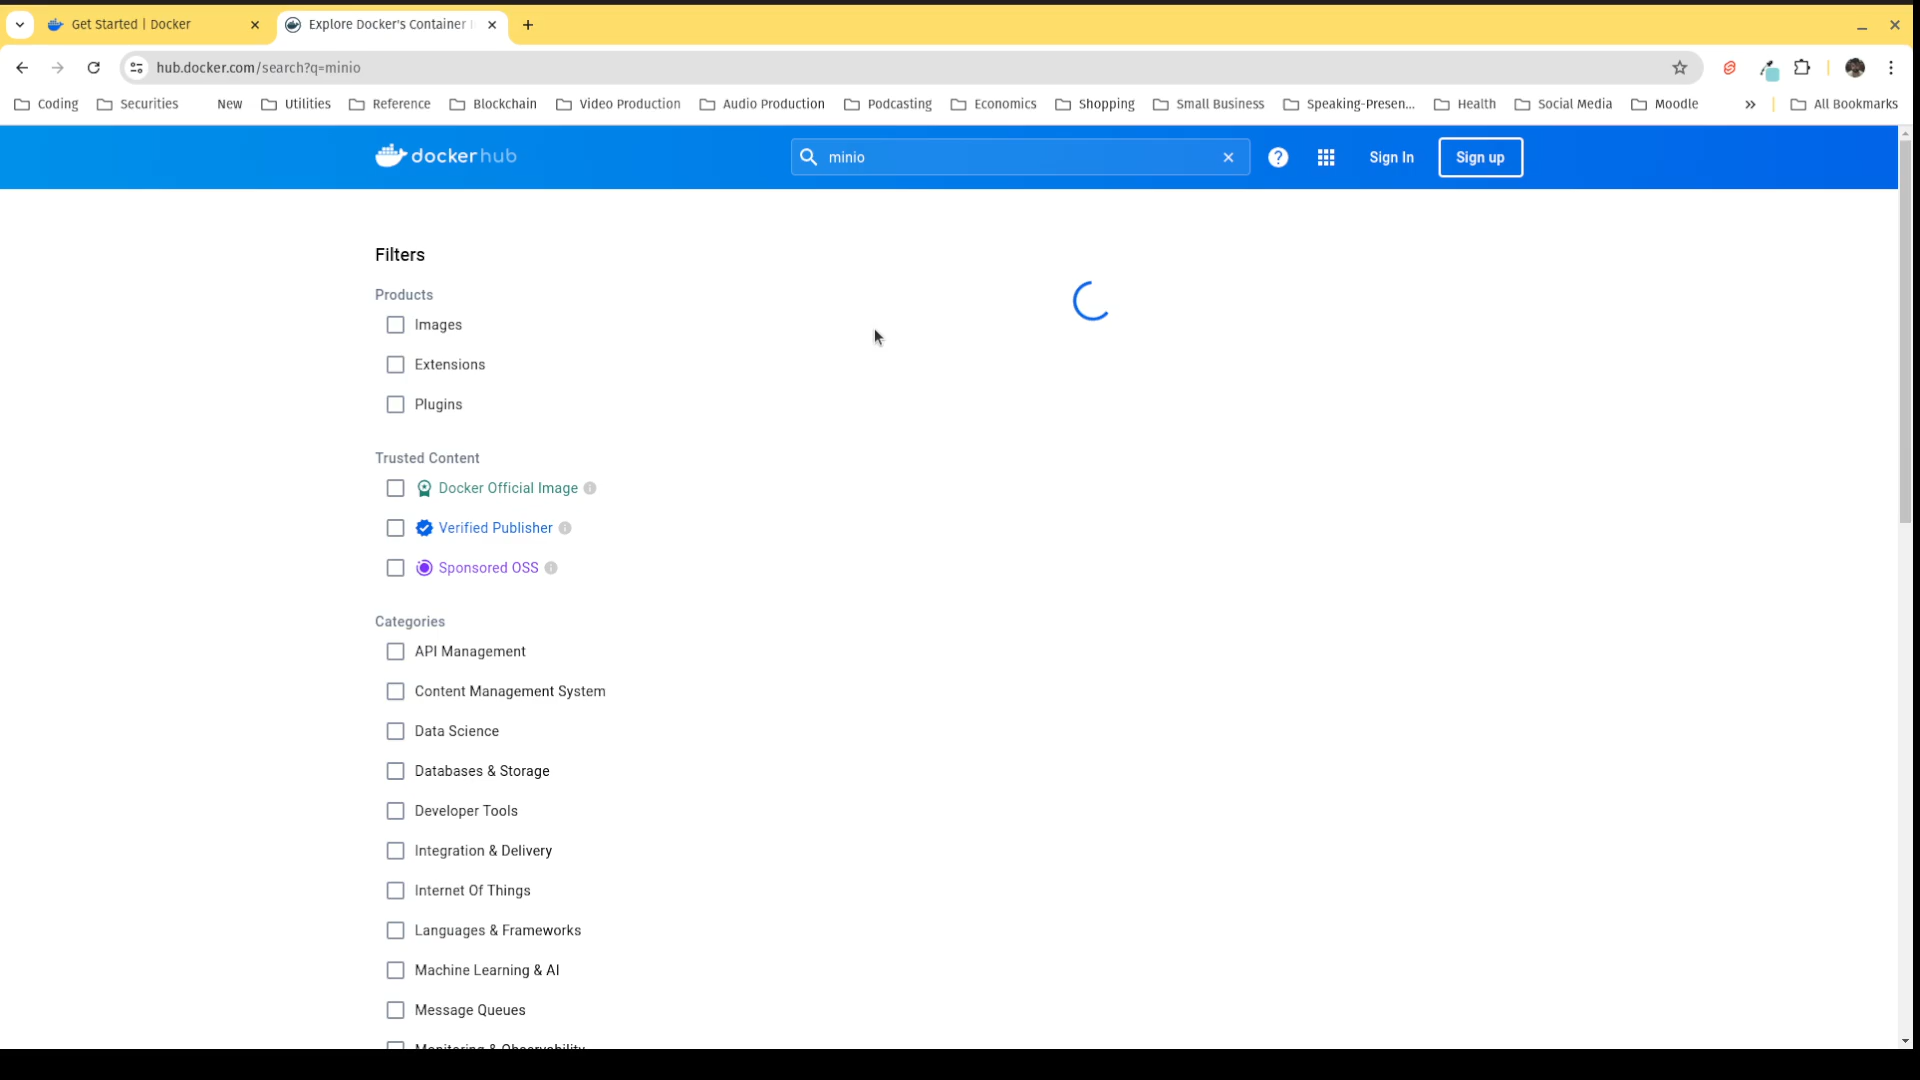 Get Started | Docker
Explore Docker's Container
hub.docker.com/search?q=minio
Coding Securities New Utilities Reference Blockchain Video Production Audio Production Podcasting Economics Shopping Small Business Speaking-Presen... Health Social Media Moodle » All Bookmarks
dockerhub minio Sign In Sign up
Filters
Products
Images
Extensions
Plugins
Trusted Content
Docker Official Image
Verified Publisher
Sponsored OSS
Categories
API Management
Content Management System
Data Science
Databases & Storage
Developer Tools
Integration & Delivery
Internet Of Things
Languages & Frameworks
Machine Learning & AI
Message Queues
Monitoring & Observability